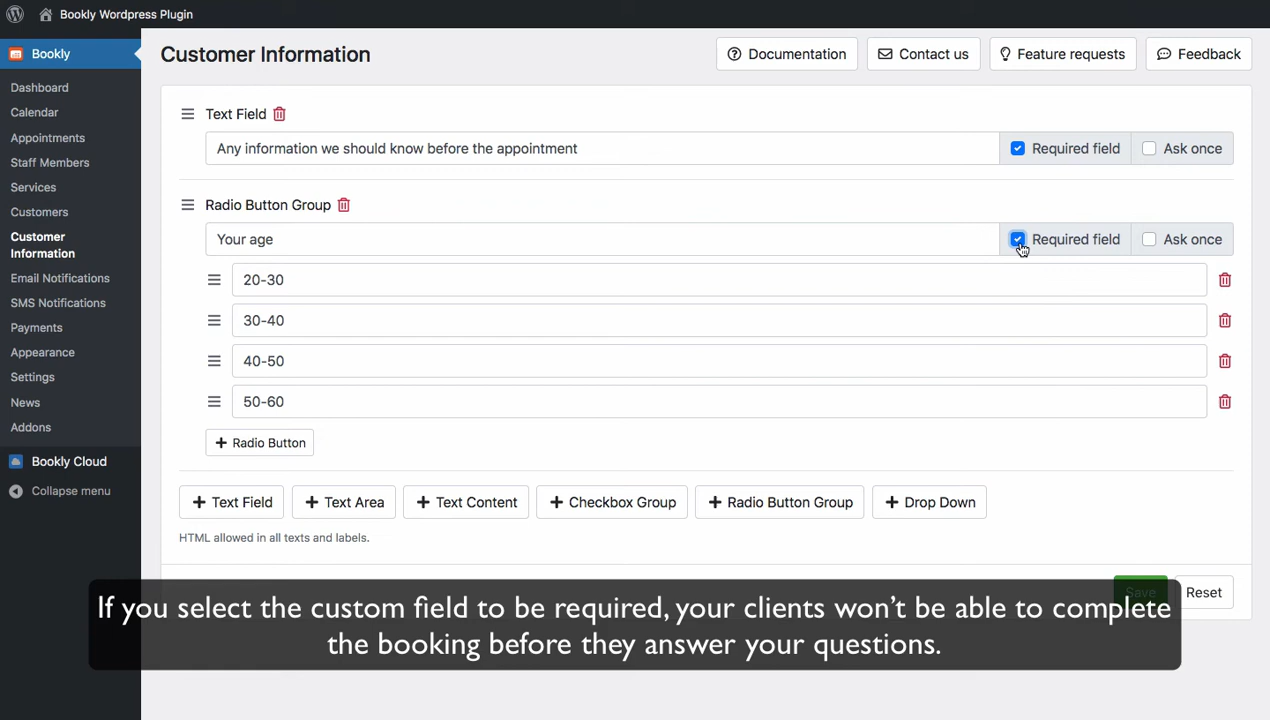 Bookly Wordpress Plugin
Bookly
Customer Information
Documentation
Contact us
Feature requests
Feedback
Dashboard
Calendar
Appointments
Staff Members
Services
Customers
Customer
Information
Email Notifications
SMS Notifications
Payments
Appearance
Settings
News
Addons
Bookly Cloud
Collapse menu
Text Field
Any information we should know before the appointment
Required field
Ask once
Radio Button Group
Your age
Required field
Ask once
20-30
30-40
40-50
50-60
Radio Button
Text Field
Text Area
Text Content
Checkbox Group
Radio Button Group
Drop Down
HTML allowed in all texts and labels.
Save
Reset
If you select the custom field to be required, your clients won’t be able to complete
the booking before they answer your questions.